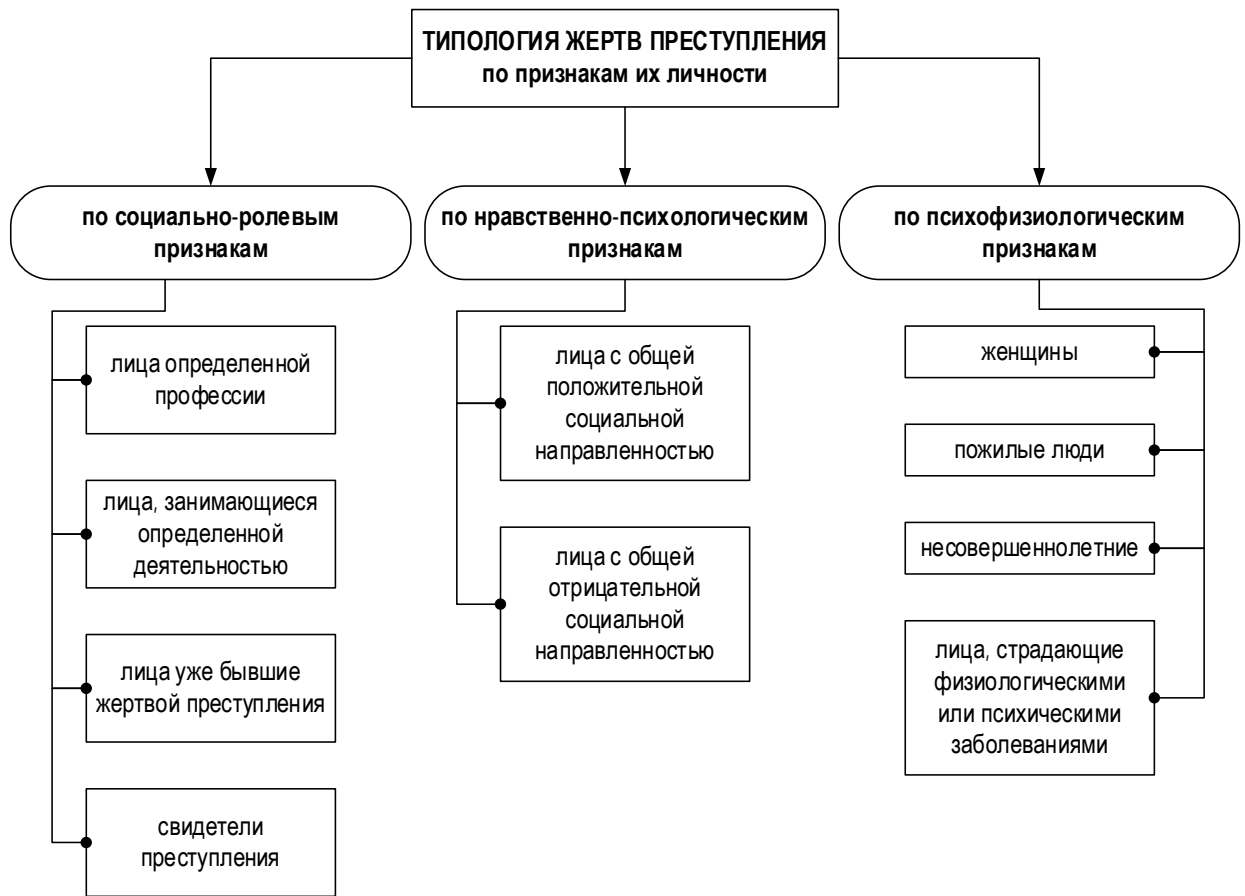 ТИПОЛОГИЯ ЖЕРТВ ПРЕСТУПЛЕНИЯ
по признакам их личности
по социально-ролевым
признакам
лица определенной
профессии
лица, занимающиеся
определенной
деятельностью
лица уже бывшие
жертвой преступления
свидетели
преступления
по нравственно-психологическим
признакам
лица с общей
положительной
социальной
направленностью
лица с общей
отрицательной
социальной
направленностью
по психофизиологическим
признакам
женщины
пожилые люди
несовершеннолетние
лица, страдающие
физиологическими
или психическими
заболеваниями